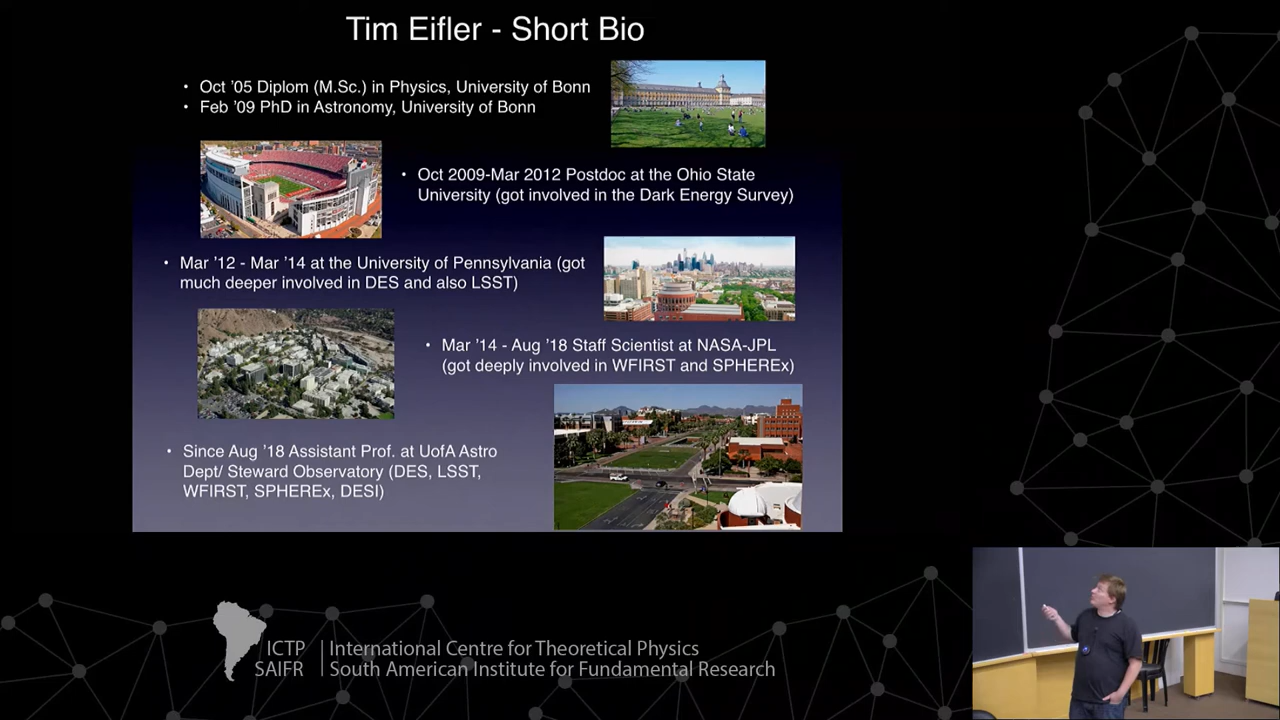 Tim Eifler - Short Bio
• Oct '05 Diplom (M.Sc.) in Physics, University of Bonn
• Feb '09 PhD in Astronomy, University of Bonn
• Oct 2009-Mar 2012 Postdoc at the Ohio State
University (got involved in the Dark Energy Survey)
• Mar '12 - Mar '14 at the University of Pennsylvania (got
much deeper involved in DES and also LSST)
• Mar '14 - Aug '18 Staff Scientist at NASA-JPL
(got deeply involved in WFIRST and SPHEREx)
• Since Aug '18 Assistant Prof. at UofA Astro
Dept/ Steward Observatory (DES, LSST,
WFIRST, SPHEREx, DESI)
ICTP
SAIFR
International Centre for Theoretical Physics
South American Institute for Fundamental Research